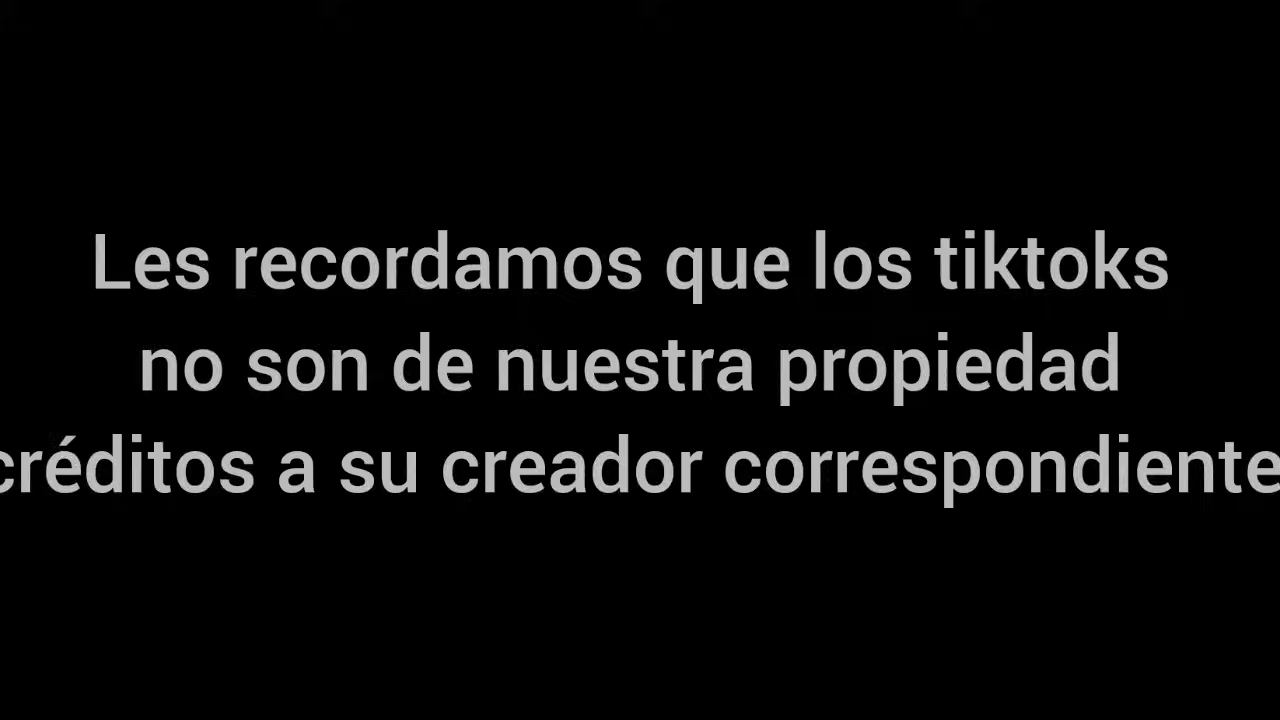 Les recordamos que los tiktoks
no son de nuestra propiedad
créditos a su creador correspondiente